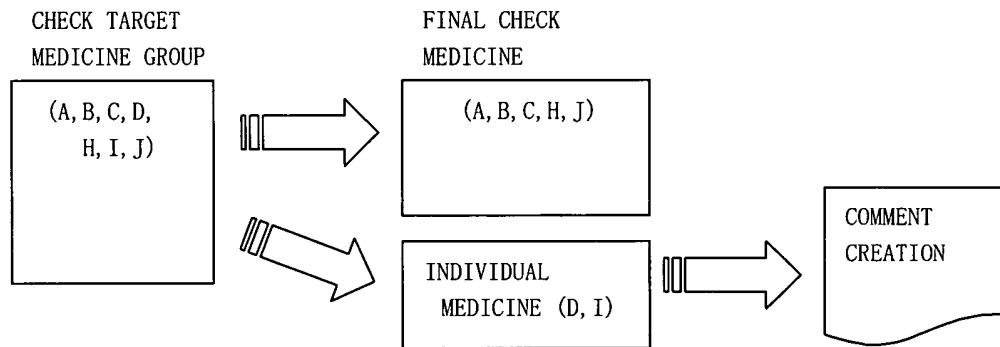 CHECK TARGET
MEDICINE GROUP
(A, B, C, D,
H, I, J)
FINAL CHECK
MEDICINE
(A, B, C, H, J)
INDIVIDUAL
MEDICINE (D, I)
COMMENT
CREATION